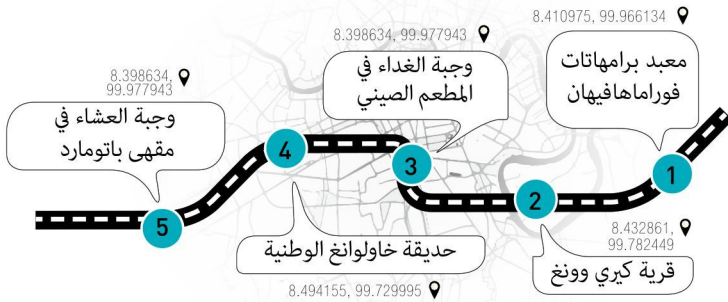 8.410975, 99.966134
معبد برامهاتات
فوراماهافيهان
1
8.432861,
99.782449
قرية كيري وونغ
2
8.398634, 99.977943
وجبة الغداء في
المطعم الصيني
3
حديقة خاولوانغ الوطنية
8.494155, 99.729995
4
8.398634,
99.977943
وجبة العشاء في
مقهى باتومارد
5